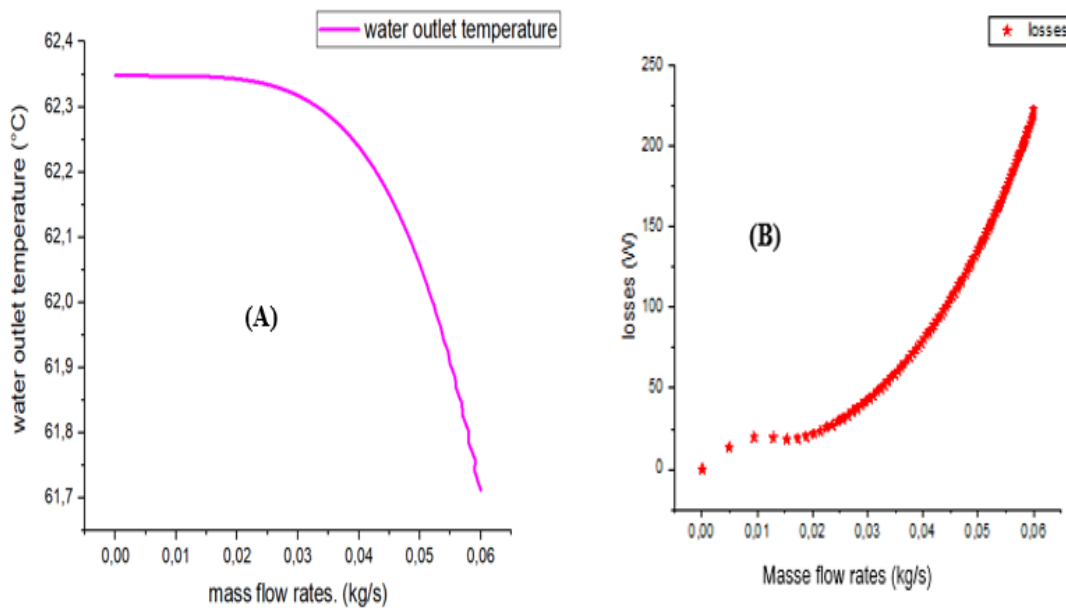 water outlet temperature
62,4
62,3
62,2
62,1
62,0
61,9
61,8
61,7
water outlet temperature (°C)
(A)
0,00 0,01 0,02 0,03 0,04 0,05 0,06
mass flow rates. (kg/s)
losses
250
200
150
100
50
0
losses (W)
(B)
0,00 0,01 0,02 0,03 0,04 0,05 0,06
Masse flow rates (kg/s)